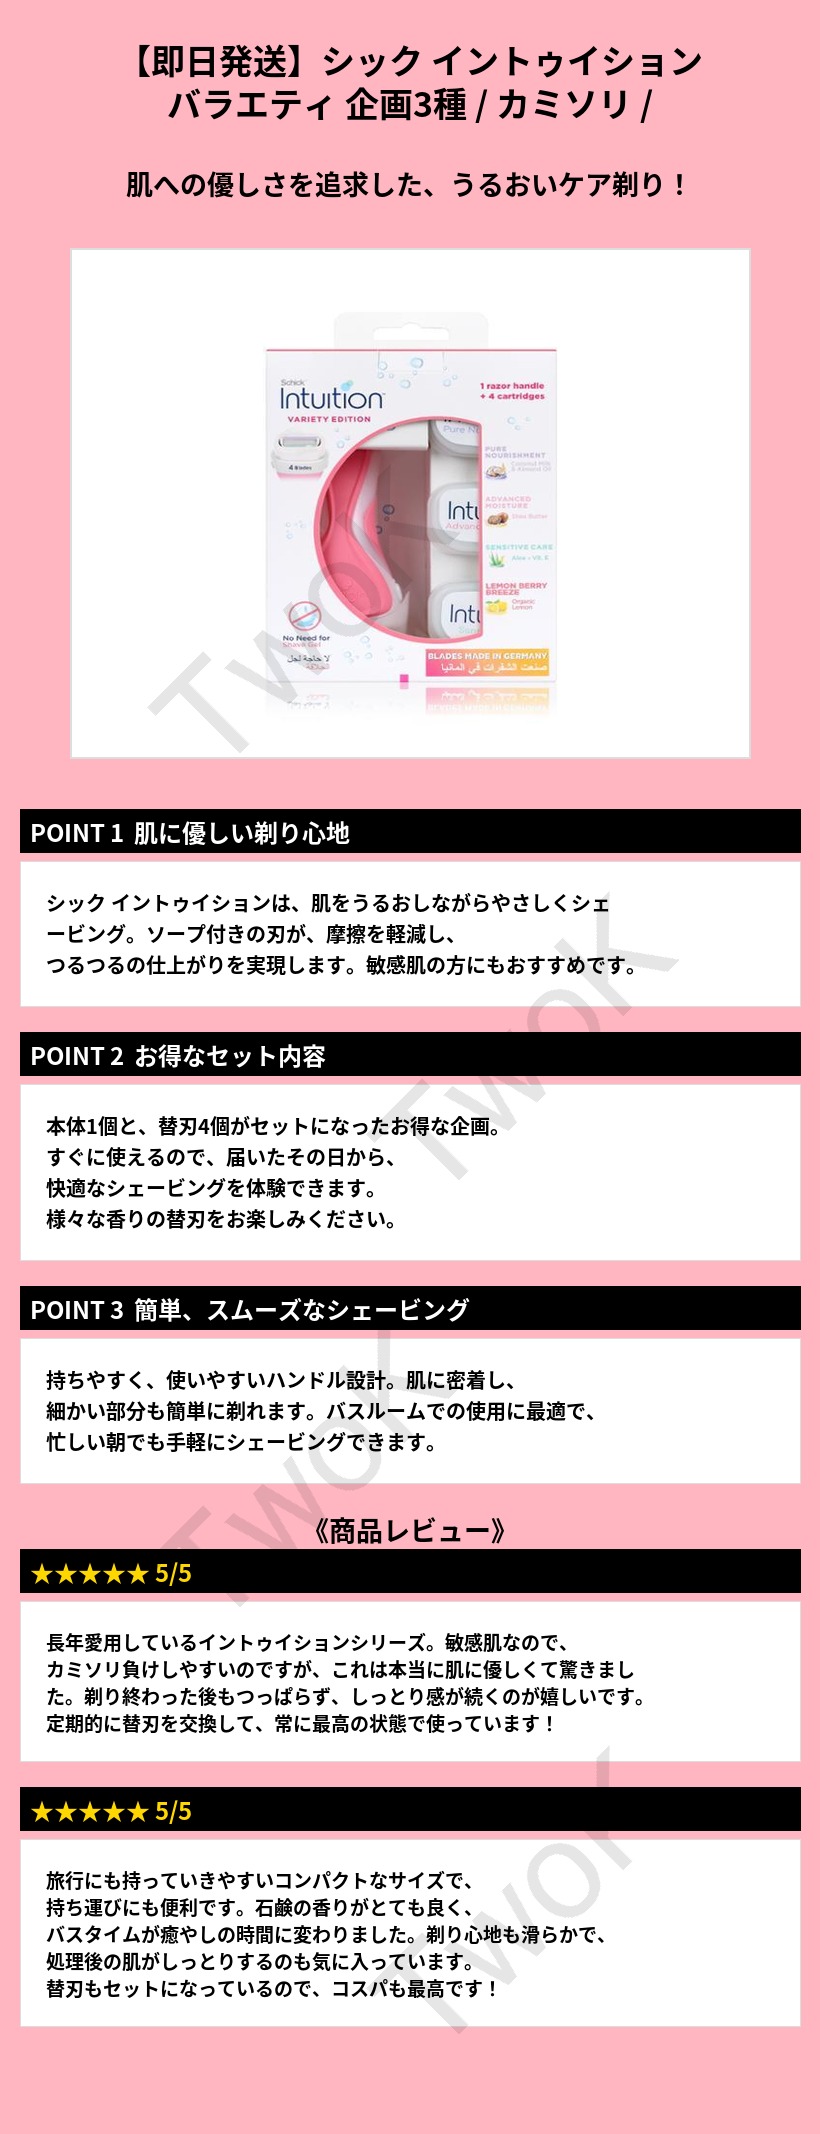 【即日発送】シック イントゥイション
バラエティ 企画3種 / カミソリ /
肌への優しさを追求した、うるおいケア剃り！
Schick
Intuition
VARIETY EDITION
1 razor handle
+ 4 cartridges
4 Blades
Pure
PURE
NOURISHMENT
Coconut Milk
& Almond Oil
Intu
Advanc
ADVANCED
MOISTURE
Shea Butter
SENSITIVE CARE
Aloe + Vit. E
LEMON BERRY
BREEZE
Organic
Lemon
Intu
No Need for
Shave Gel
لا حاجة لجل
الحلاقة
BLADES MADE IN GERMANY
صنعت الشفرات في المانيا
TwoK
POINT 1 肌に優しい剃り心地
シック イントゥイションは、肌をうるおしながらやさしくシェ
ービング。ソープ付きの刃が、摩擦を軽減し、
つるつるの仕上がりを実現します。敏感肌の方にもおすすめです。
TwoK
POINT 2 お得なセット内容
本体1個と、替刃4個がセットになったお得な企画。
すぐに使えるので、届いたその日から、
快適なシェービングを体験できます。
様々な香りの替刃をお楽しみください。
POINT 3 簡単、スムーズなシェービング
持ちやすく、使いやすいハンドル設計。肌に密着し、
細かい部分も簡単に剃れます。バスルームでの使用に最適で、
忙しい朝でも手軽にシェービングできます。
TwoK
《商品レビュー》
★★★★★ 5/5
長年愛用しているイントゥイションシリーズ。敏感肌なので、
カミソリ負けしやすいのですが、これは本当に肌に優しくて驚きまし
た。剃り終わった後もつっぱらず、しっとり感が続くのが嬉しいです。
定期的に替刃を交換して、常に最高の状態で使っています！
★★★★★ 5/5
旅行にも持っていきやすいコンパクトなサイズで、
持ち運びにも便利です。石鹸の香りがとても良く、
バスタイムが癒やしの時間に変わりました。剃り心地も滑らかで、
処理後の肌がしっとりするのも気に入っています。
替刃もセットになっているので、コスパも最高です！
TwoK